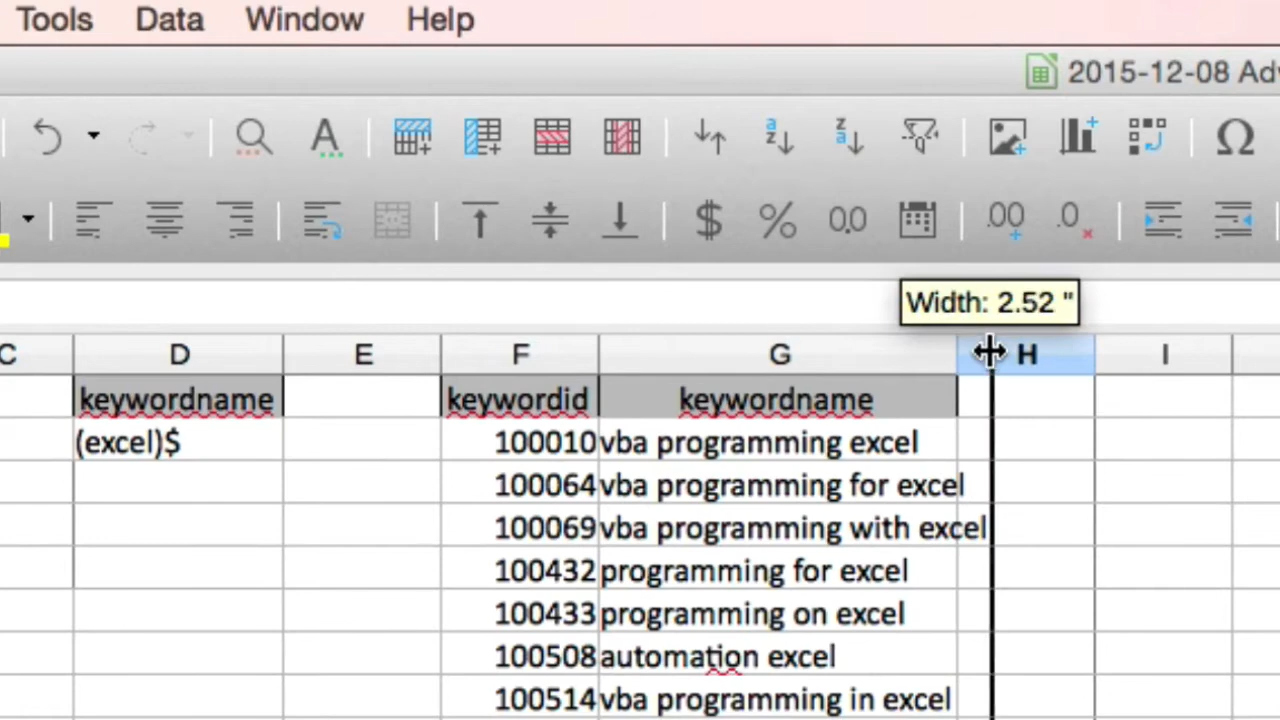 Tools Data Window Help
2015-12-08 Adv
Width: 2.52 "
C D E F G H I
keywordname keywordid keywordname
(excel)$ 100010 vba programming excel
100064 vba programming for excel
100069 vba programming with excel
100432 programming for excel
100433 programming on excel
100508 automation excel
100514 vba programming in excel